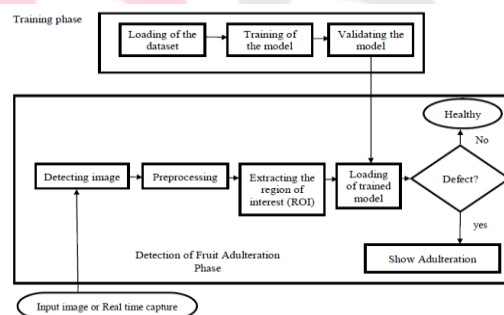 Training phase
Loading of the
dataset
Training of
the model
Validating the
model
Healthy
No
Detecting image
Preprocessing
Extracting the
region of
interest (ROI)
Loading
of trained
model
Defect?
yes
Show Adulteration
Detection of Fruit Adulteration
Phase
Input image or Real time capture